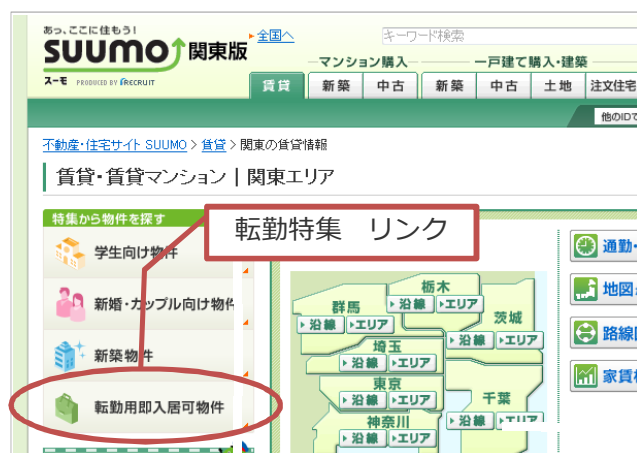 あっ、ここに住もう!
SUUMO 関東版
スーモ PRODUCED BY RECRUIT
全国へ
キーワード検索
マンション購入
一戸建て購入・建築
賃貸
新築
中古
新築
中古
土地
注文住宅
他のIDで
不動産・住宅サイト SUUMO > 賃貸 > 関東の賃貸情報
賃貸・賃貸マンション | 関東エリア
特集から物件を探す
転勤特集 リンク
学生向け物件
新婚・カップル向け物件
新築物件
転勤用即入居可物件
栃木
沿線 エリア
群馬
沿線 エリア
茨城
沿線 エリア
埼玉
沿線 エリア
東京
沿線 エリア
千葉
沿線 エリア
神奈川
沿線 エリア
通勤・
地図
路線
家賃